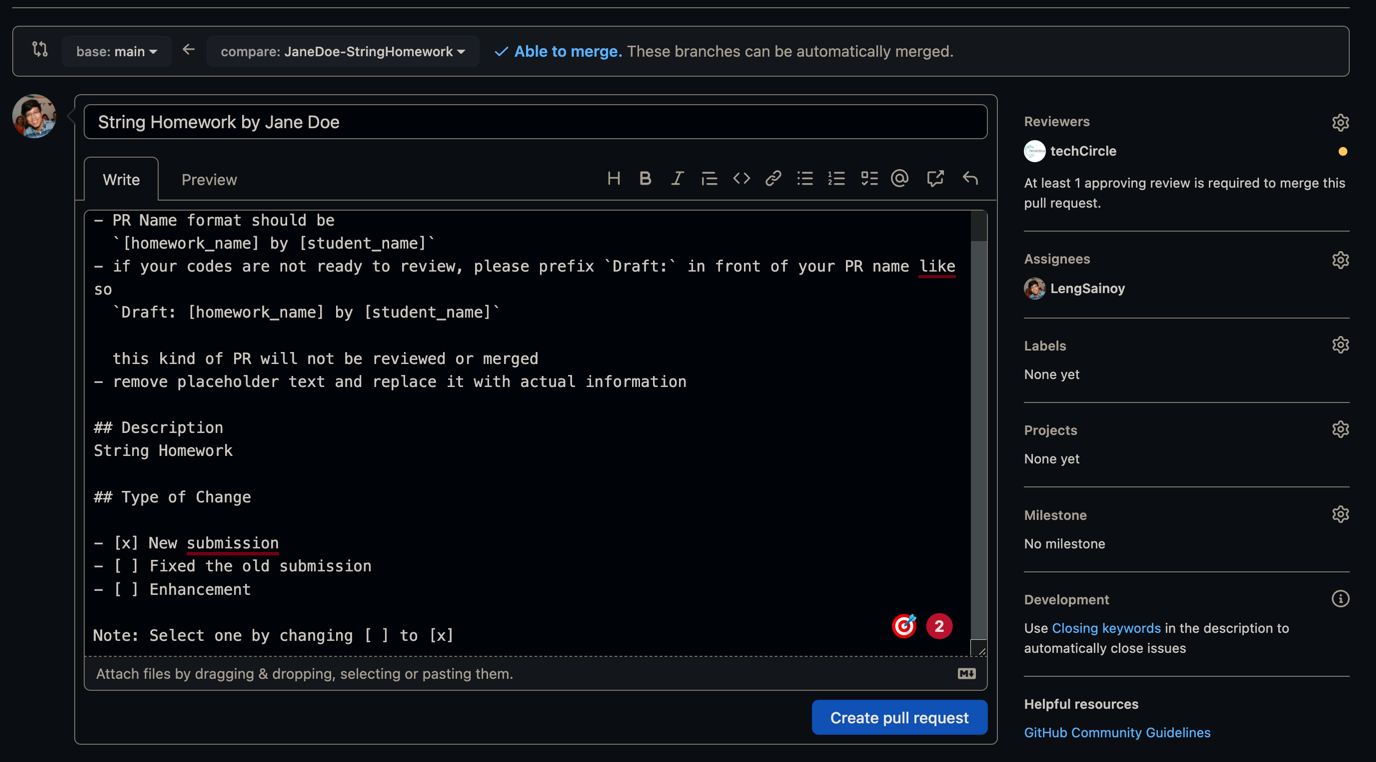 base: main compare: JaneDoe-StringHomework Able to merge. These branches can be automatically merged.
String Homework by Jane Doe
Write Preview
- PR Name format should be
`[homework_name] by [student_name]`
- if your codes are not ready to review, please prefix `Draft:` in front of your PR name like
so
`Draft: [homework_name] by [student_name]`
this kind of PR will not be reviewed or merged
- remove placeholder text and replace it with actual information
## Description
String Homework
## Type of Change
- [x] New submission
- [ ] Fixed the old submission
- [ ] Enhancement
Note: Select one by changing [ ] to [x]
2
Attach files by dragging & dropping, selecting or pasting them.
Create pull request
Reviewers
techCircle
At least 1 approving review is required to merge this
pull request.
Assignees
LengSainoy
Labels
None yet
Projects
None yet
Milestone
No milestone
Development
Use Closing keywords in the description to
automatically close issues
Helpful resources
GitHub Community Guidelines